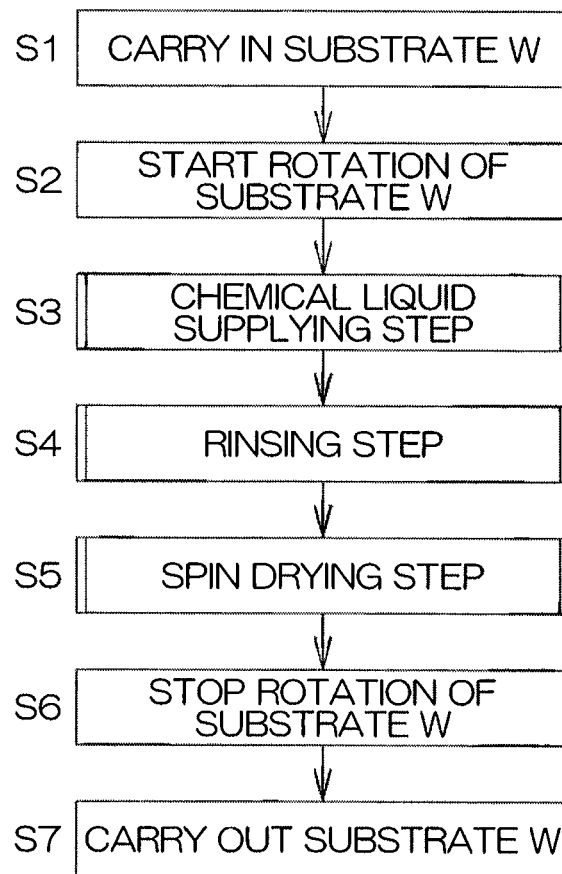 S1 CARRY IN SUBSTRATE W
S2 START ROTATION OF
SUBSTRATE W
S3 CHEMICAL LIQUID
SUPPLYING STEP
S4 RINSING STEP
S5 SPIN DRYING STEP
S6 STOP ROTATION OF
SUBSTRATE W
S7 CARRY OUT SUBSTRATE W